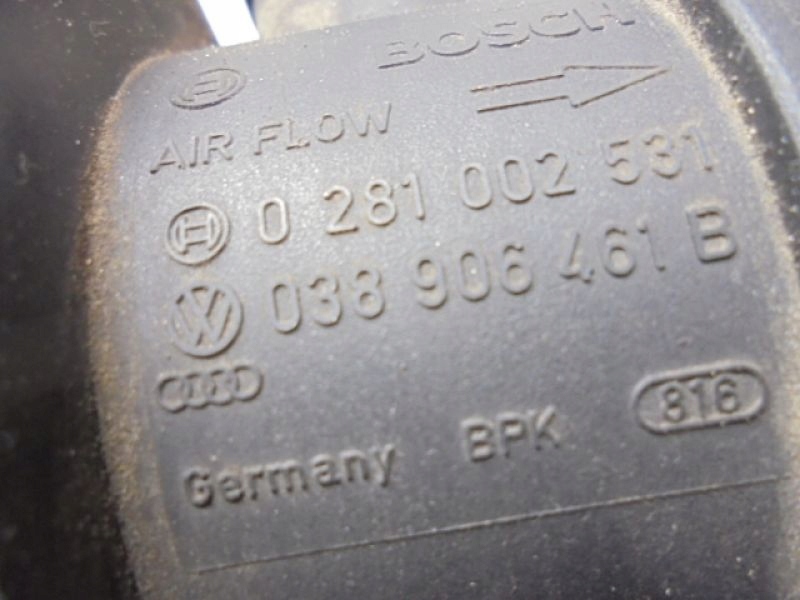 BOSCH
AIR FLOW
0 281 002 531
038 906 461 B
Germany BPK 816